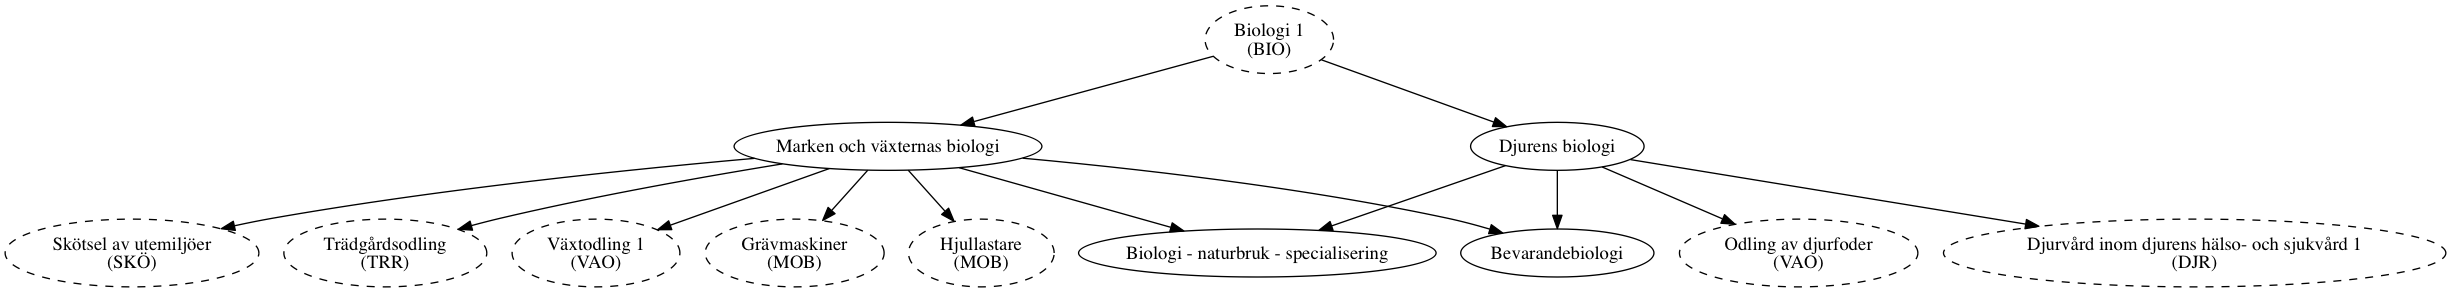 Biologi 1
(BIO)
Marken och växternas biologi
Djurens biologi
Skötsel av utemiljöer
(SKÖ)
Trädgårdsodling
(TRR)
Växtodling 1
(VAO)
Grävmaskiner
(MOB)
Hjullastare
(MOB)
Biologi - naturbruk - specialisering
Bevarandebiologi
Odling av djurfoder
(VAO)
Djurvård inom djurens hälso- och sjukvård 1
(DJR)